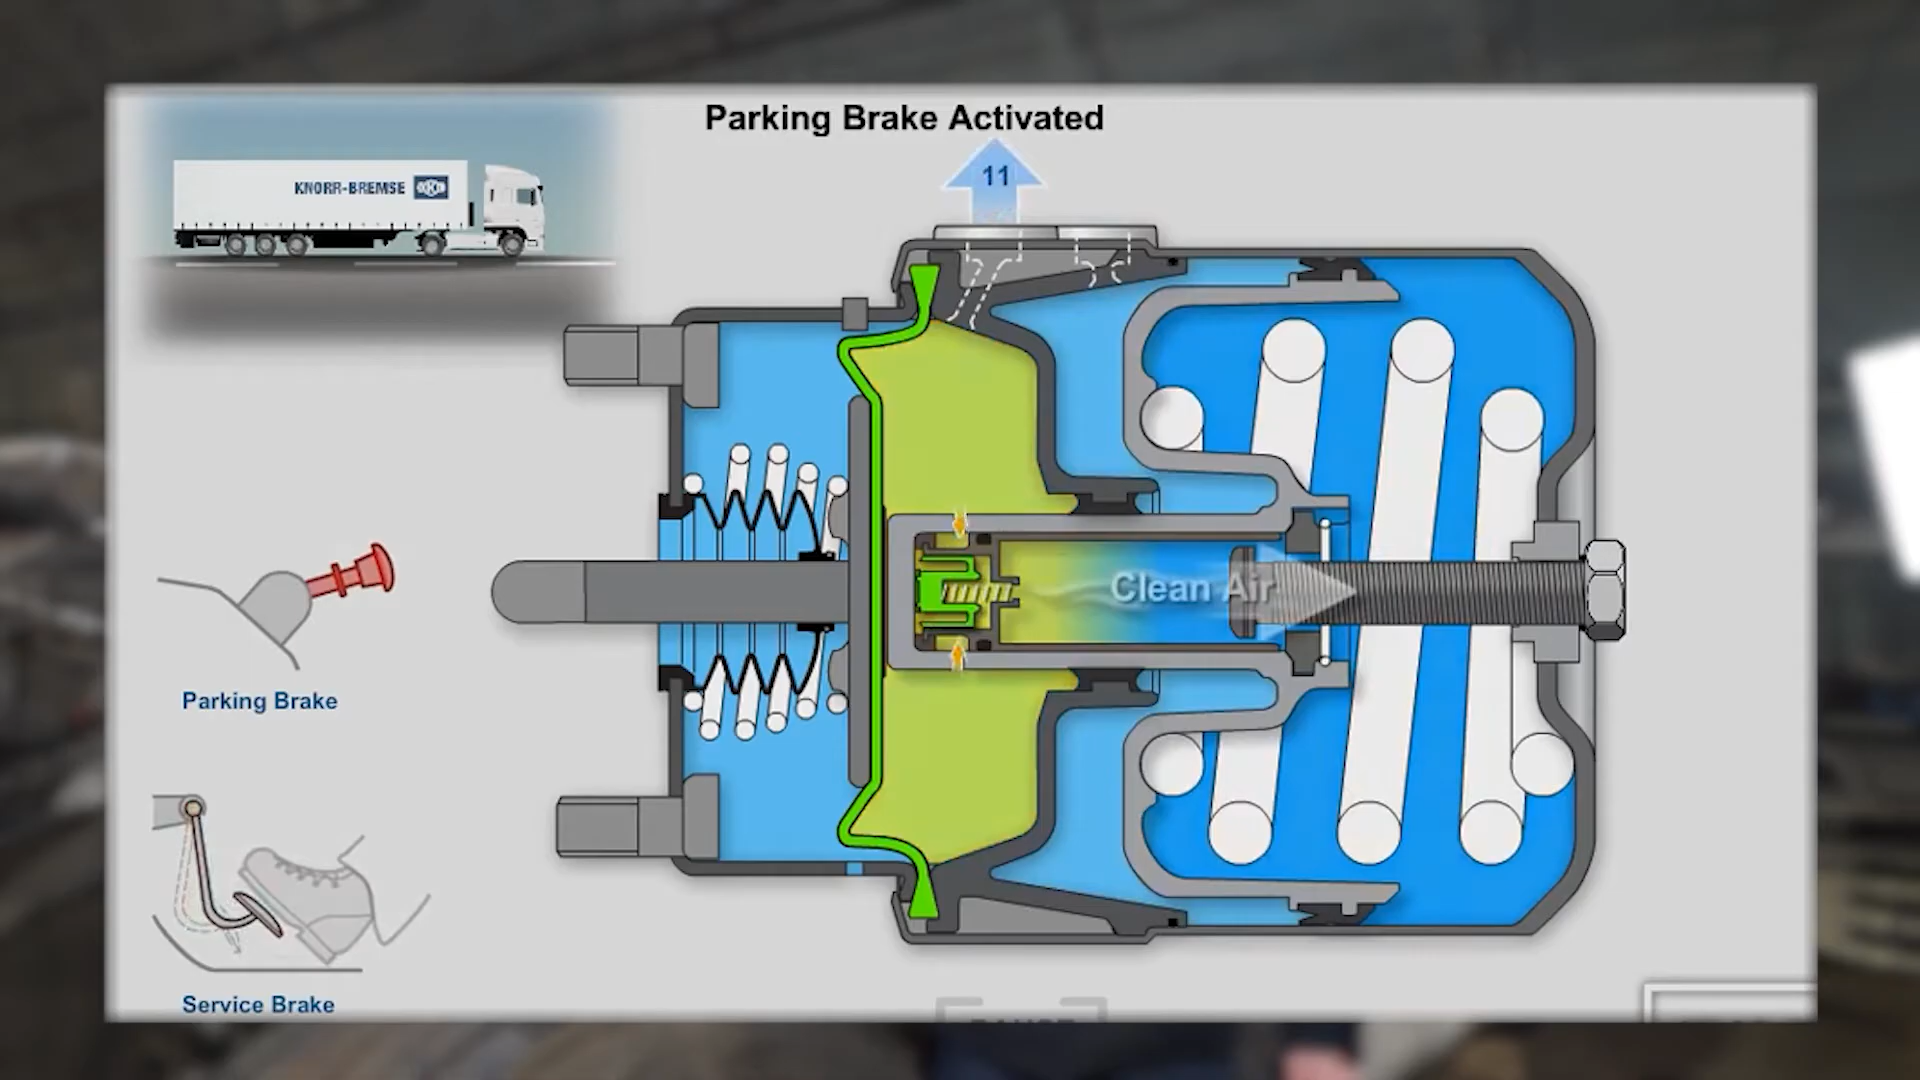 Parking Brake Activated
11
KNORR-BREMSE
Clean Air
Parking Brake
Service Brake